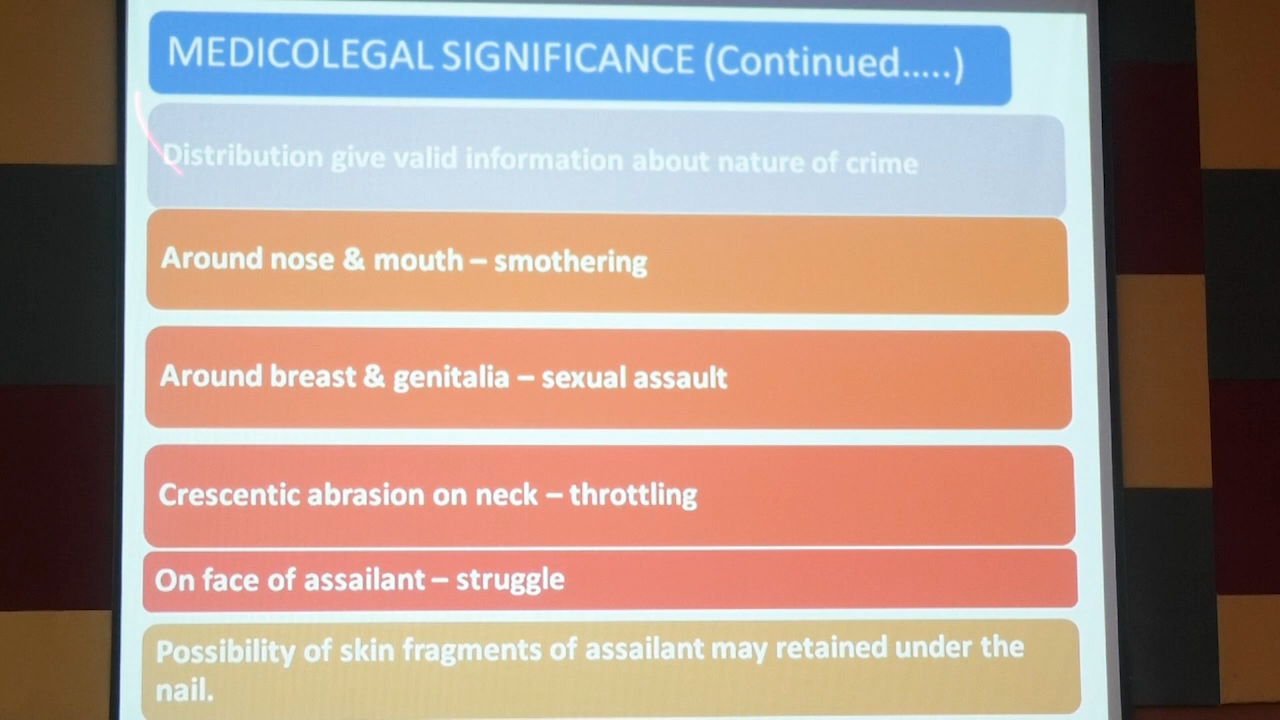 MEDICOLEGAL SIGNIFICANCE (Continued.....)
Distribution give valid information about nature of crime
Around nose & mouth – smothering
Around breast & genitalia – sexual assault
Crescentic abrasion on neck – throttling
On face of assailant – struggle
Possibility of skin fragments of assailant may retained under the
nail.